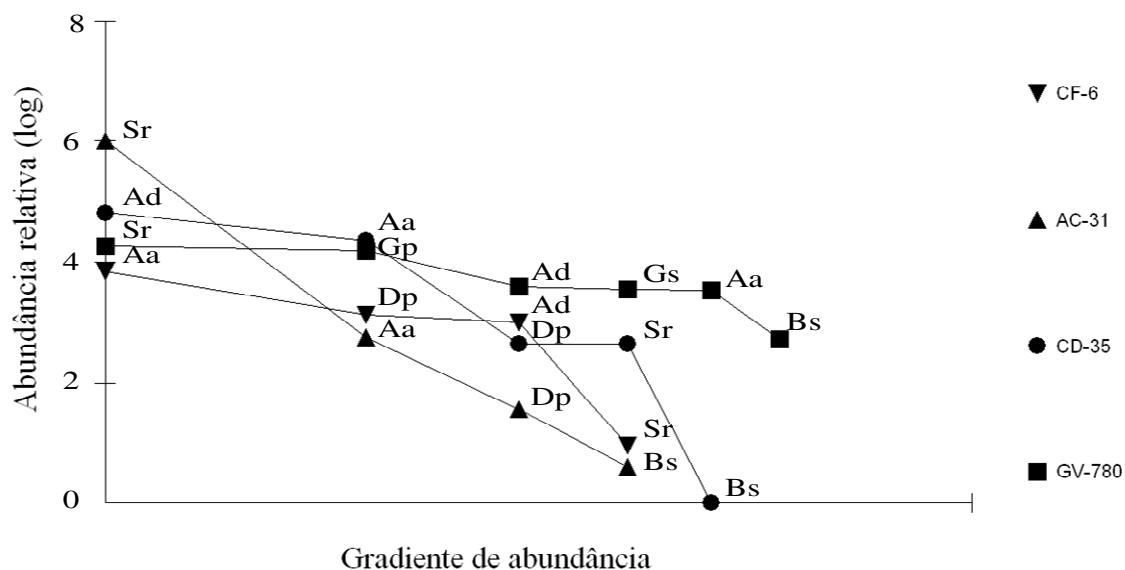 8
6
4
2
0
Abundância relativa (log)
Gradiente de abundância
Sr
Ad
Sr
Aa
Aa
Gp
Dp
Aa
Ad
Ad
Dp
Dp
Gs
Sr
Sr
Bs
Aa
Bs
Bs
CF-6
AC-31
CD-35
GV-780